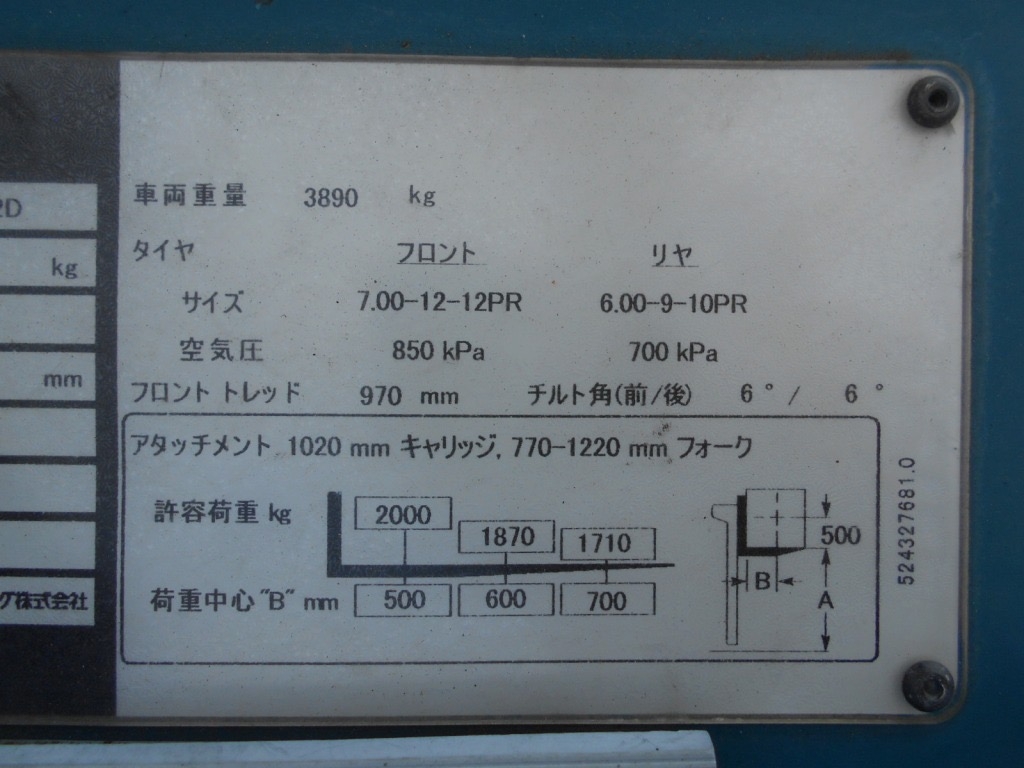 2D
kg
mm
グ株式会社
車両重量 3890 kg
タイヤ フロント リヤ
サイズ 7.00-12-12PR 6.00-9-10PR
空気圧 850 kPa 700 kPa
フロント トレッド 970 mm チルト角(前/後) 6 ° / 6 °
アタッチメント 1020 mm キャリッジ, 770-1220 mm フォーク
許容荷重 kg 2000 1870 1710
荷重中心 "B" mm 500 600 700
500
B
A
524327681.0